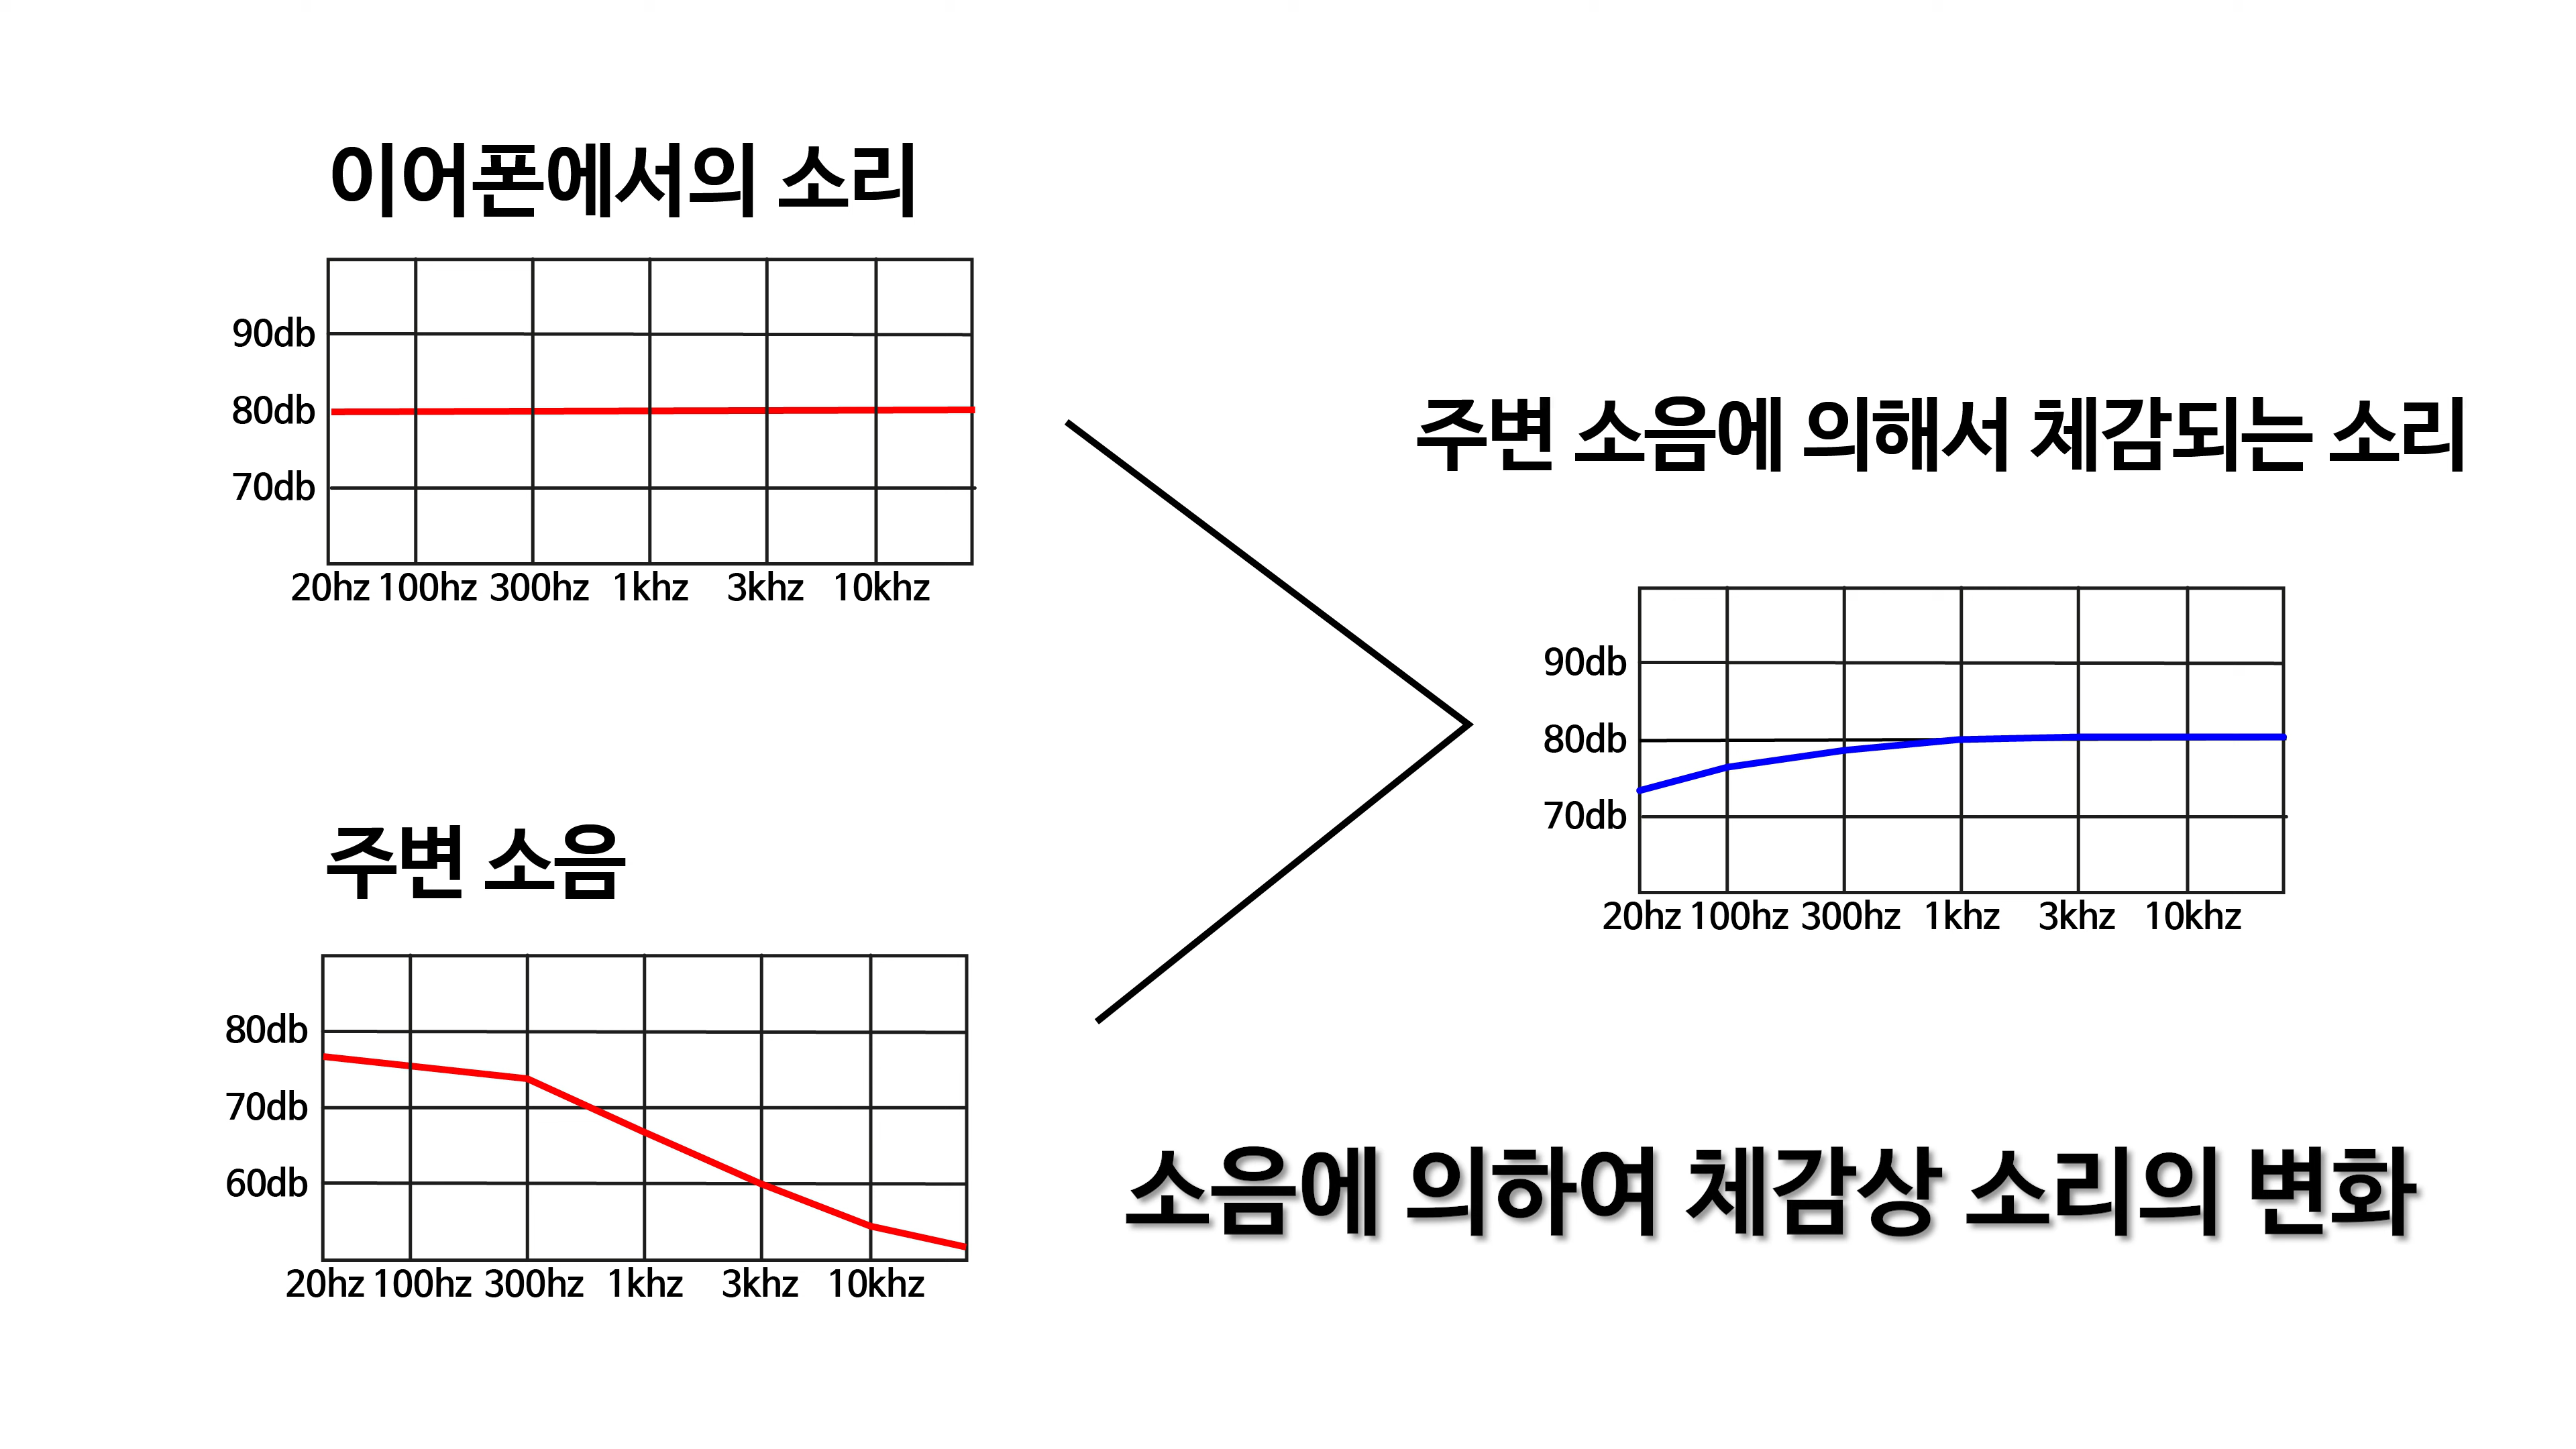 이어폰에서의 소리
90db
80db
70db
20hz 100hz 300hz 1khz 3khz 10khz
주변 소음
80db
70db
60db
20hz 100hz 300hz 1khz 3khz 10khz
주변 소음에 의해서 체감되는 소리
90db
80db
70db
20hz 100hz 300hz 1khz 3khz 10khz
소음에 의하여 체감상 소리의 변화